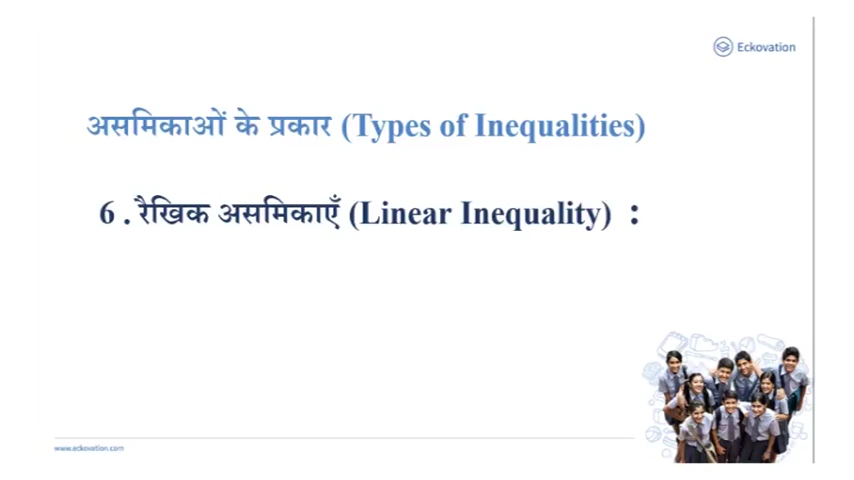 Eckovation
असमिकाओं के प्रकार (Types of Inequalities)
6 . रैखिक असमिकाएँ (Linear Inequality) :
www.eckovation.com